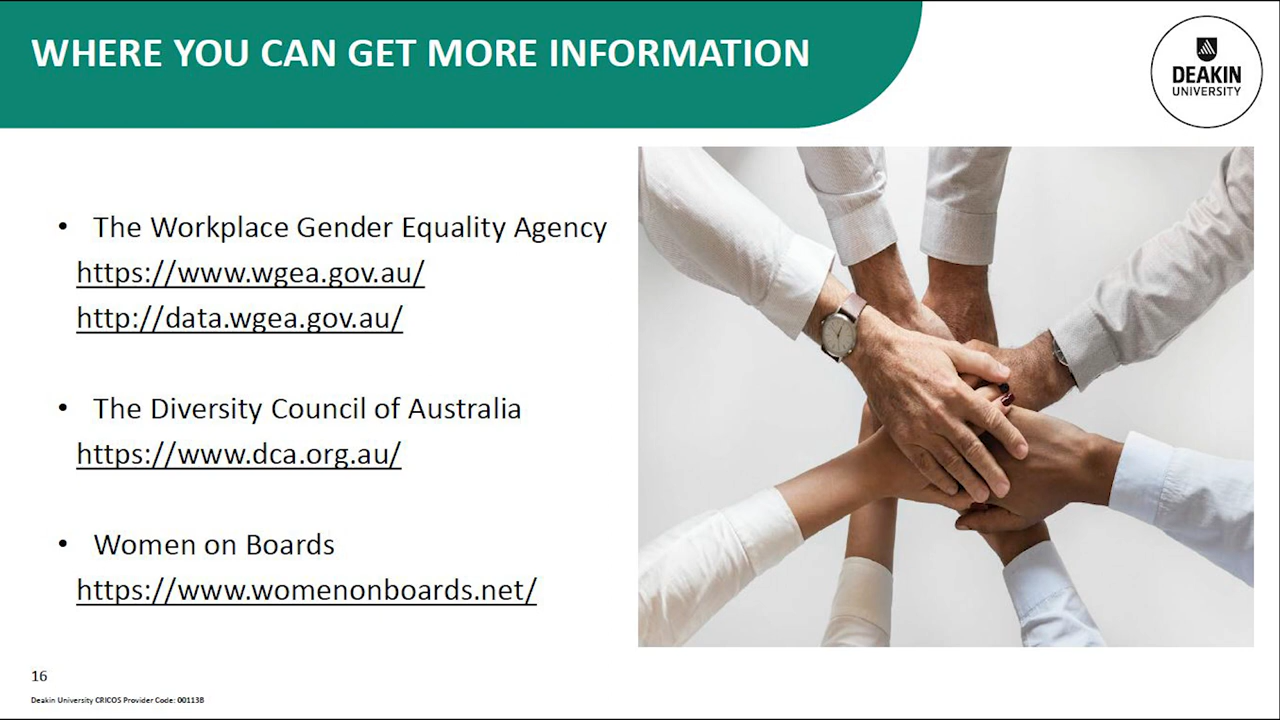 WHERE YOU CAN GET MORE INFORMATION
DEAKIN
UNIVERSITY
• The Workplace Gender Equality Agency
https://www.wgea.gov.au/
http://data.wgea.gov.au/
• The Diversity Council of Australia
https://www.dca.org.au/
• Women on Boards
https://www.womenonboards.net/
16
Deakin University CRICOS Provider Code: 00113B